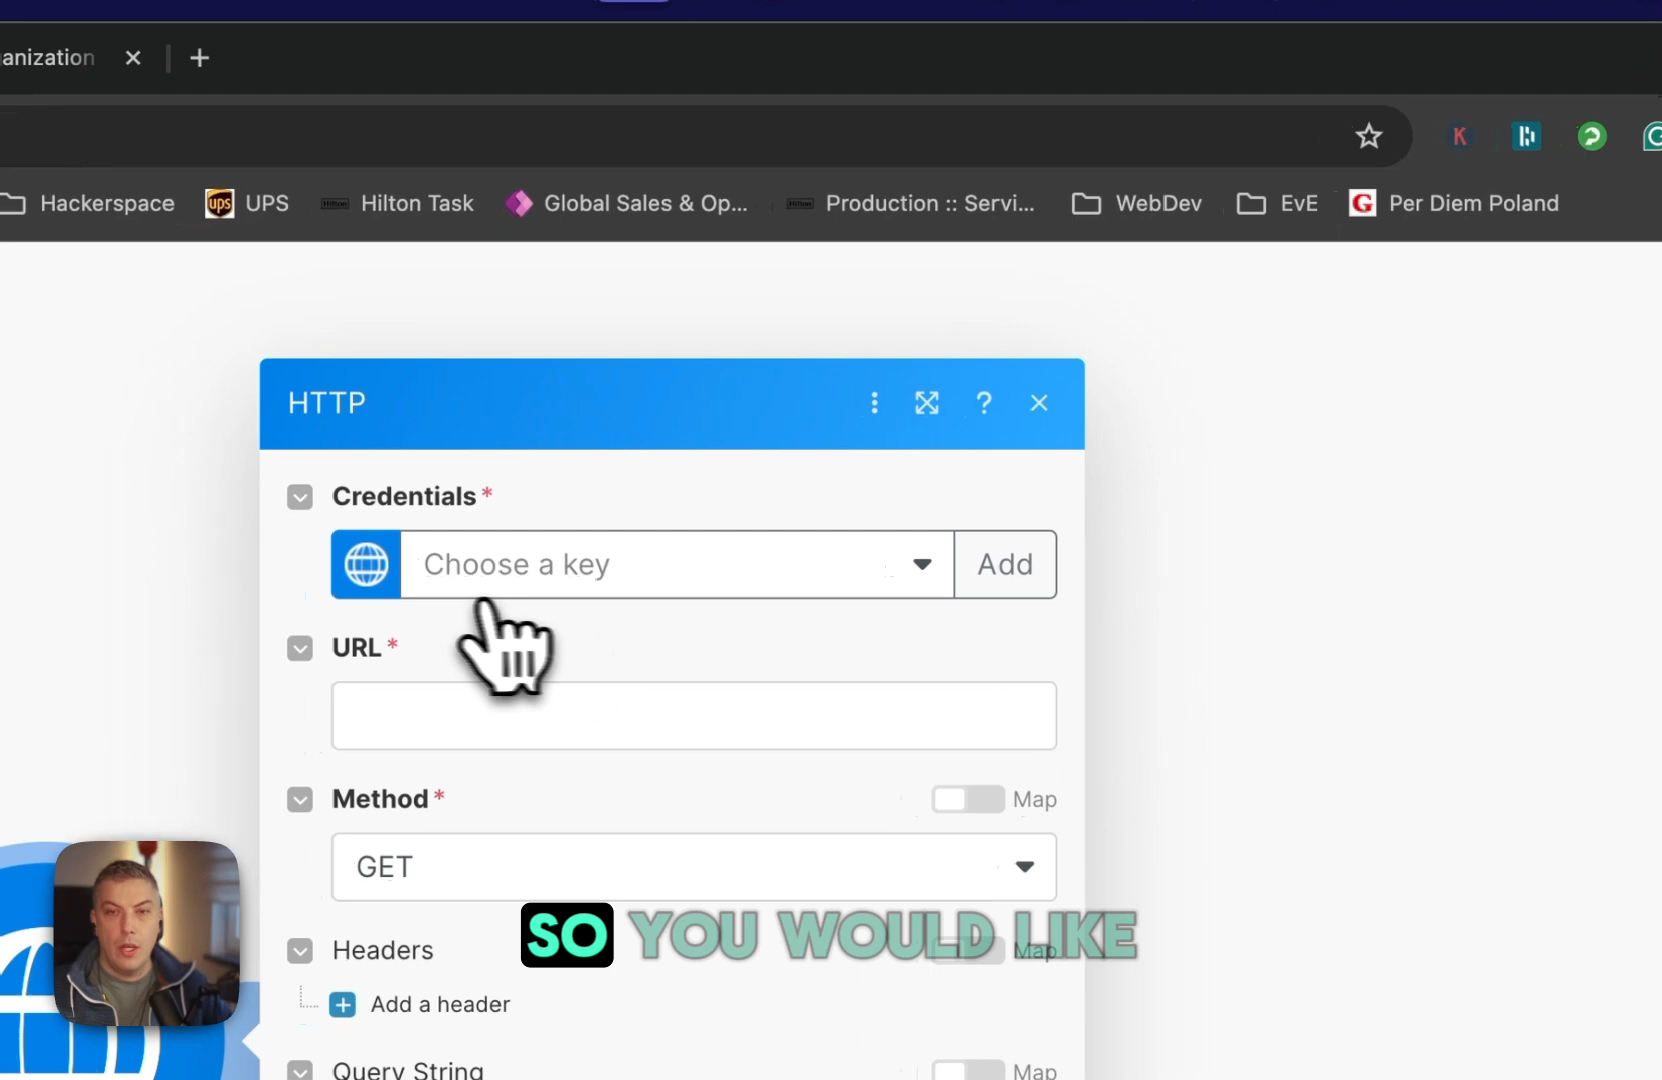 anization
Hackerspace UPS Hilton Task Global Sales & Op... Production :: Servi... WebDev EvE Per Diem Poland
HTTP
Credentials *
Choose a key Add
URL *
Method * Map
GET
SO YOU WOULD LIKE
Headers Map
Add a header
Query String Map